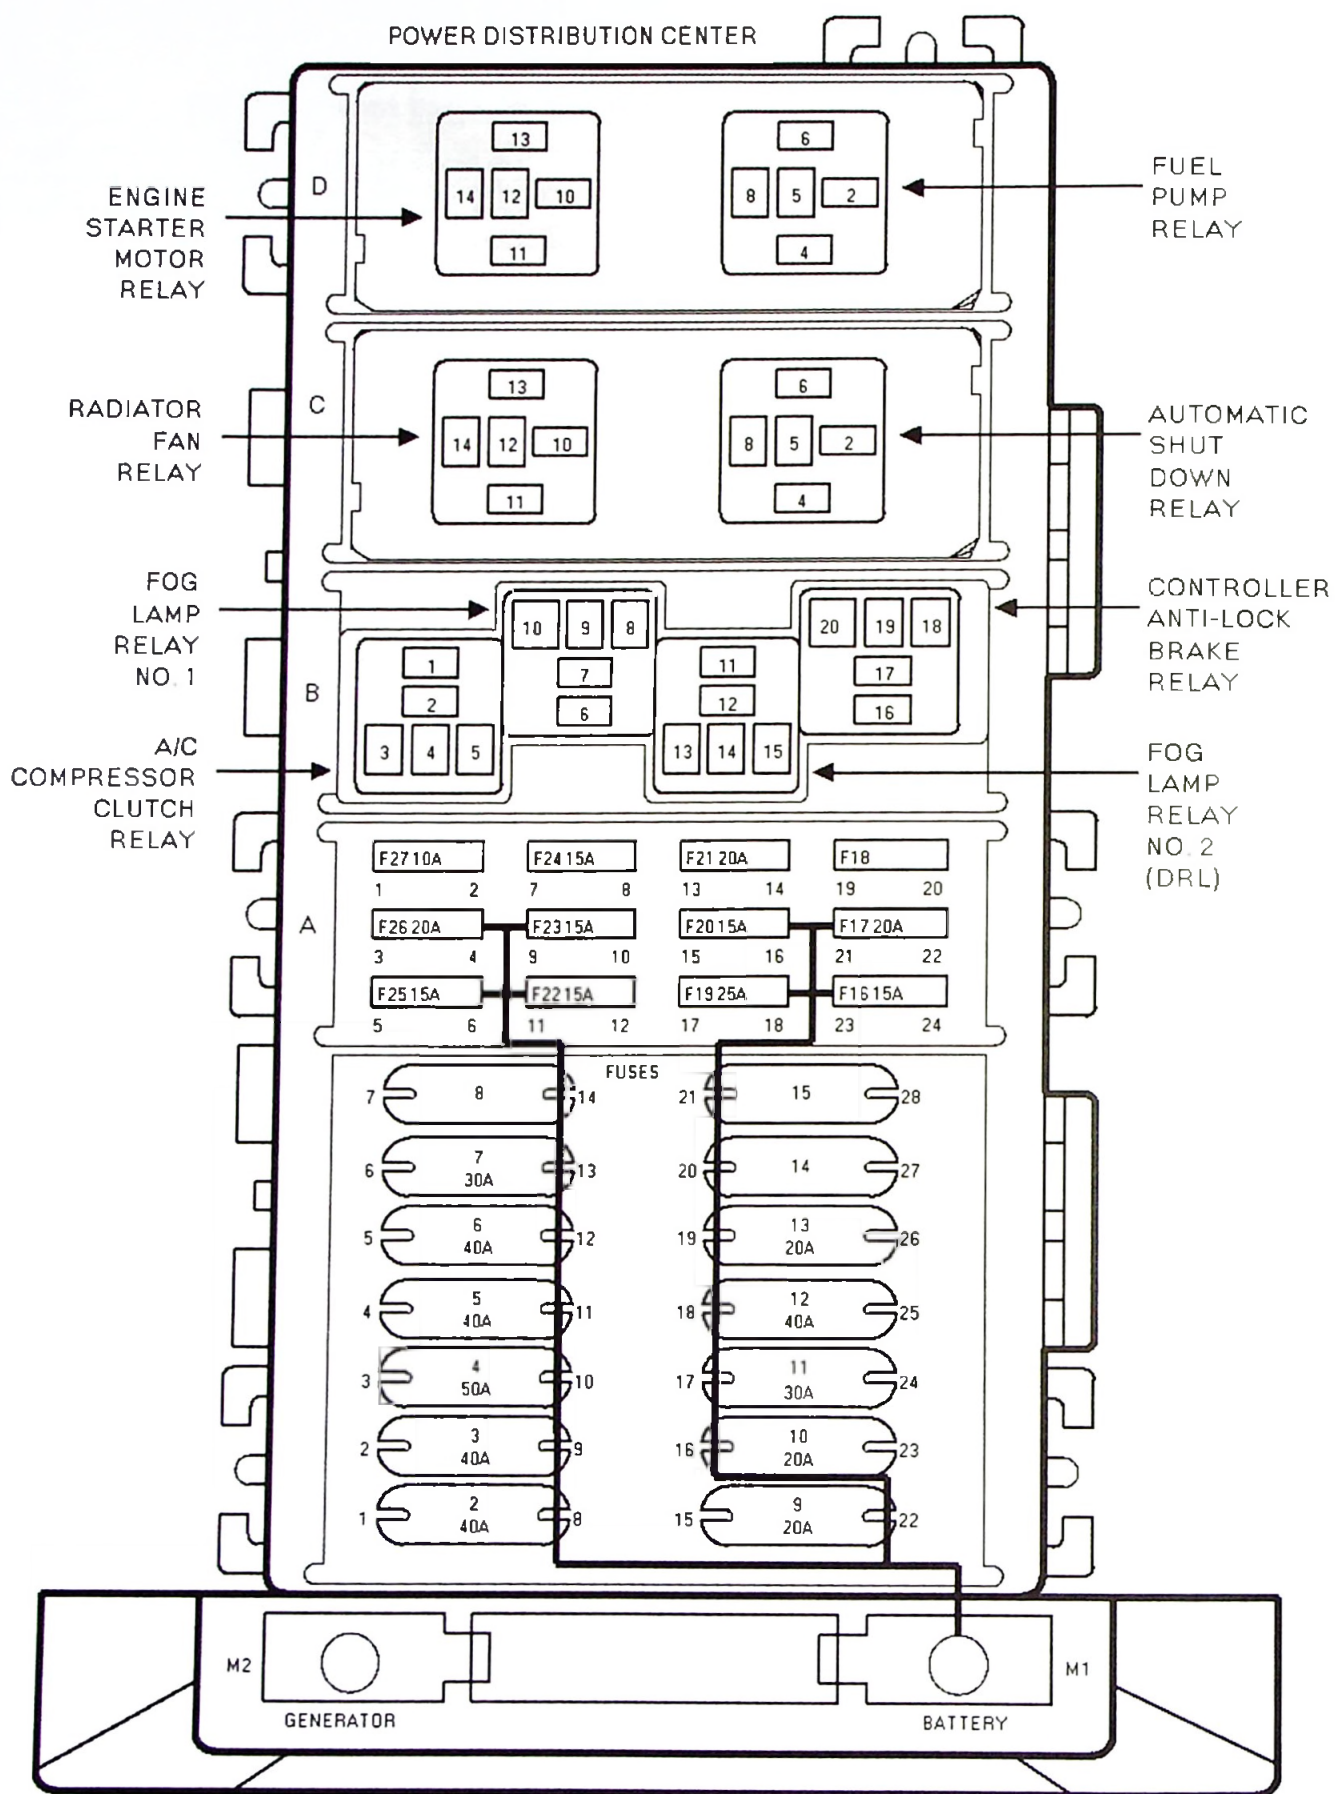 POWER DISTRIBUTION CENTER
D
ENGINE
STARTER
MOTOR
RELAY
13
14 12 10
11
6
8 5 2
4
FUEL
PUMP
RELAY
C
RADIATOR
FAN
RELAY
13
14 12 10
11
6
8 5 2
4
AUTOMATIC
SHUT
DOWN
RELAY
FOG
LAMP
RELAY
NO. 1
B
A/C
COMPRESSOR
CLUTCH
RELAY
1
2
3 4 5
10 9 8
7
6
11
12
13 14 15
20 19 18
17
16
CONTROLLER
ANTI-LOCK
BRAKE
RELAY
FOG
LAMP
RELAY
NO. 2
(DRL)
A
F27 10A F24 15A F21 20A F18
1 2 7 8 13 14 19 20
F26 20A F23 15A F20 15A F17 20A
3 4 9 10 15 16 21 22
F25 15A F22 15A F19 25A F16 15A
5 6 11 12 17 18 23 24
FUSES
7 8 14 21 15 28
6 7 13 20 14 27
30A
5 6 12 19 13 26
40A 20A
4 5 11 18 12 25
40A 40A
3 4 10 17 11 24
50A 30A
2 3 9 16 10 23
40A 20A
1 2 8 15 9 22
40A 20A
M2
GENERATOR
M1
BATTERY